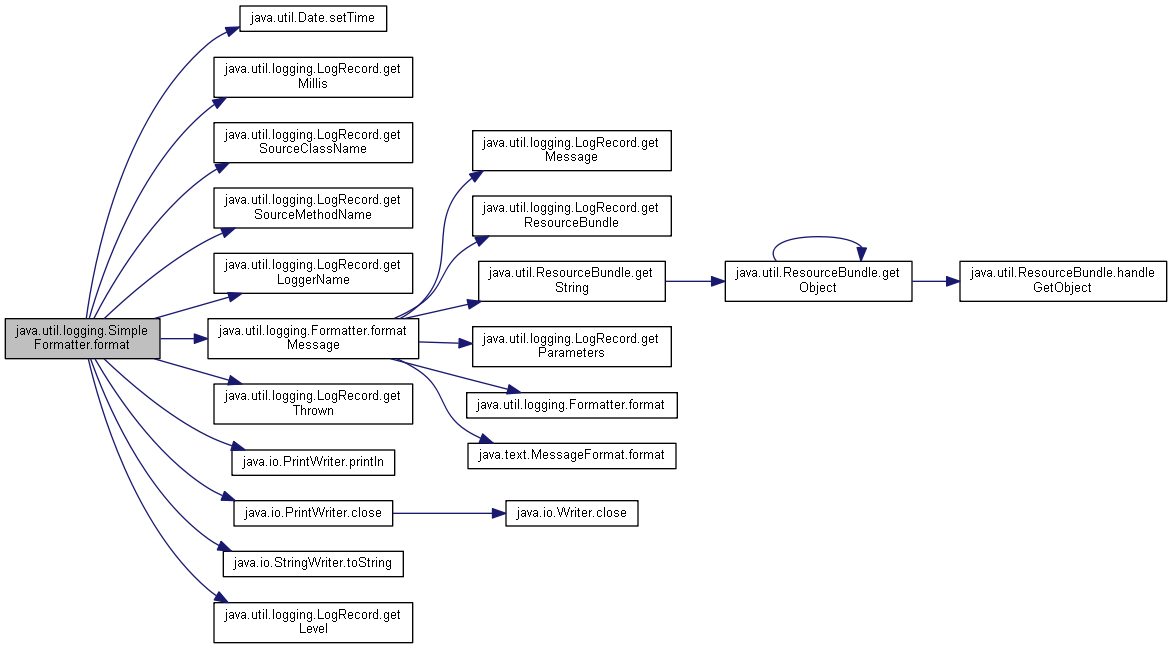 java.util.Date.setTime
java.util.logging.LogRecord.get
Millis
java.util.logging.LogRecord.get
SourceClassName
java.util.logging.LogRecord.get
SourceMethodName
java.util.logging.LogRecord.get
LoggerName
java.util.logging.Simple
Formatter.format
java.util.logging.Formatter.format
Message
java.util.logging.LogRecord.get
Thrown
java.io.PrintWriter.println
java.io.PrintWriter.close
java.io.StringWriter.toString
java.util.logging.LogRecord.get
Level
java.util.logging.LogRecord.get
Message
java.util.logging.LogRecord.get
ResourceBundle
java.util.ResourceBundle.get
String
java.util.logging.LogRecord.get
Parameters
java.util.logging.Formatter.format
java.text.MessageFormat.format
java.io.Writer.close
java.util.ResourceBundle.get
Object
java.util.ResourceBundle.handle
GetObject